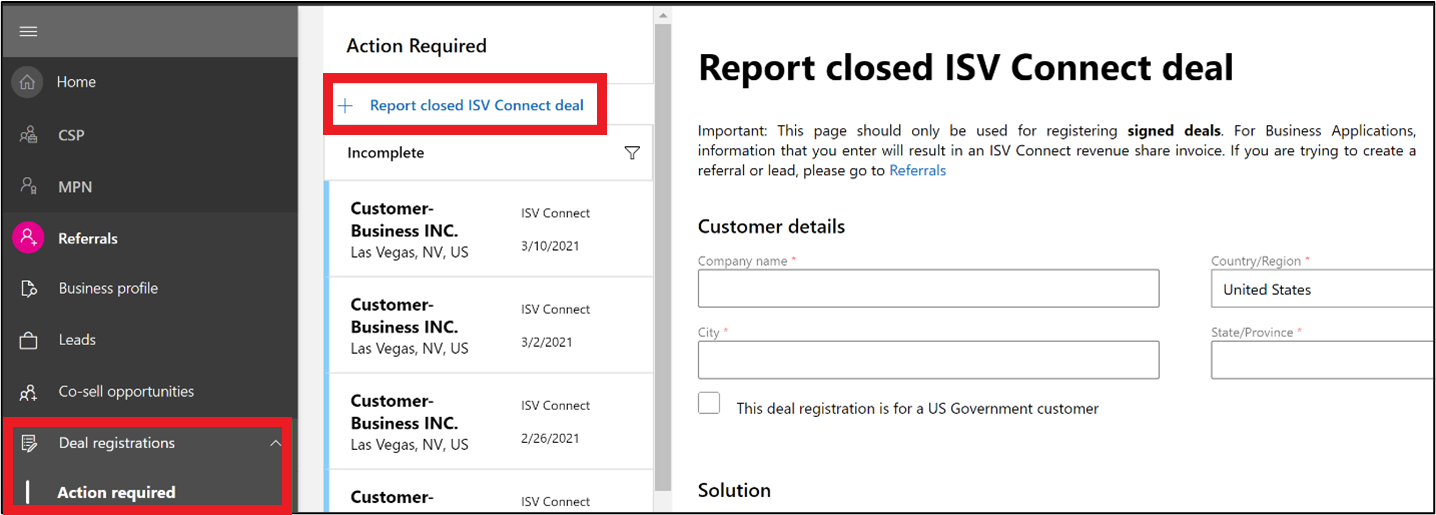 Home
CSP
MPN
Referrals
Business profile
Leads
Co-sell opportunities
Deal registrations
Action required
Action Required
+ Report closed ISV Connect deal
Incomplete
Customer-
Business INC.
Las Vegas, NV, US
ISV Connect
3/10/2021
Customer-
Business INC.
Las Vegas, NV, US
ISV Connect
3/2/2021
Customer-
Business INC.
Las Vegas, NV, US
ISV Connect
2/26/2021
Customer-
ISV Connect
Report closed ISV Connect deal
Important: This page should only be used for registering signed deals. For Business Applications,
information that you enter will result in an ISV Connect revenue share invoice. If you are trying to create a
referral or lead, please go to Referrals
Customer details
Company name *
Country/Region *
United States
City *
State/Province *
This deal registration is for a US Government customer
Solution